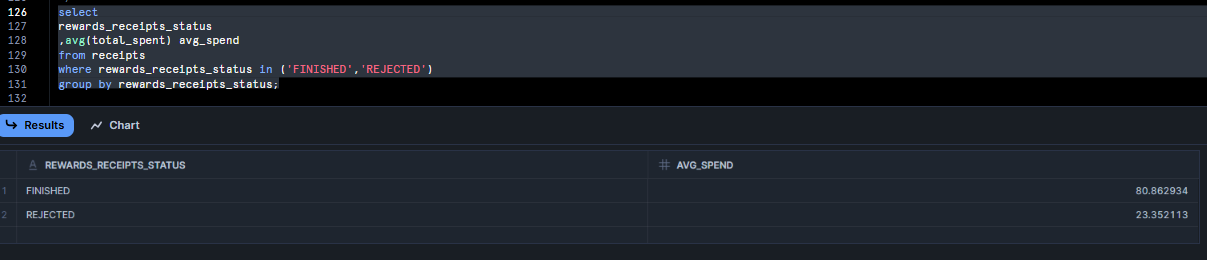 126 select
127 rewards_receipts_status
128 ,avg(total_spent) avg_spend
129 from receipts
130 where rewards_receipts_status in ('FINISHED','REJECTED')
131 group by rewards_receipts_status;
132
Results Chart
A REWARDS_RECEIPTS_STATUS # AVG_SPEND
1 FINISHED 80.862934
2 REJECTED 23.352113